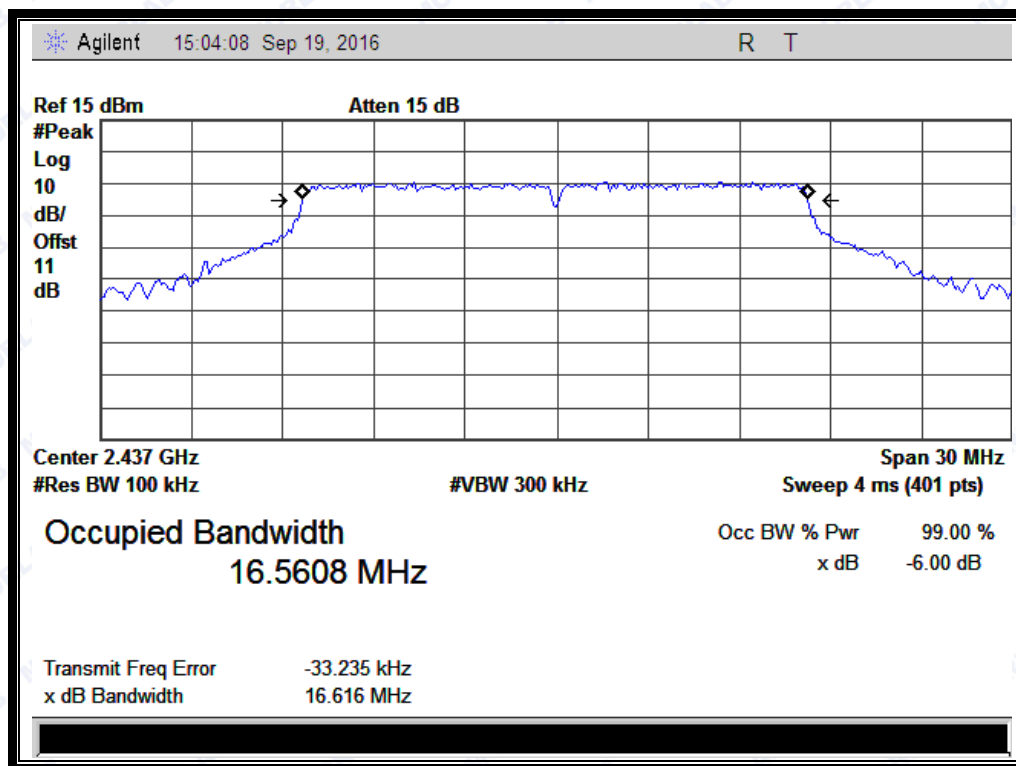 Agilent 15:04:08 Sep 19, 2016 R T
Ref 15 dBm Atten 15 dB
#Peak
Log
10
dB/
Offst
11
dB
Center 2.437 GHz Span 30 MHz
#Res BW 100 kHz #VBW 300 kHz Sweep 4 ms (401 pts)
Occupied Bandwidth Occ BW % Pwr 99.00 %
16.5608 MHz x dB -6.00 dB
Transmit Freq Error -33.235 kHz
x dB Bandwidth 16.616 MHz